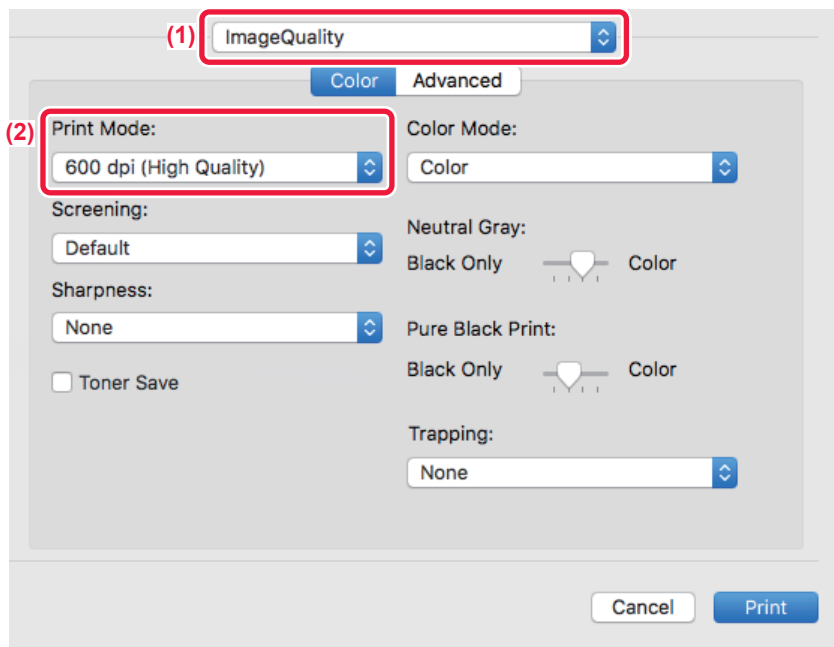 (1) ImageQuality
Color Advanced
(2) Print Mode:
600 dpi (High Quality)
Screening:
Default
Sharpness:
None
Toner Save
Color Mode:
Color
Neutral Gray:
Black Only Color
Pure Black Print:
Black Only Color
Trapping:
None
Cancel Print